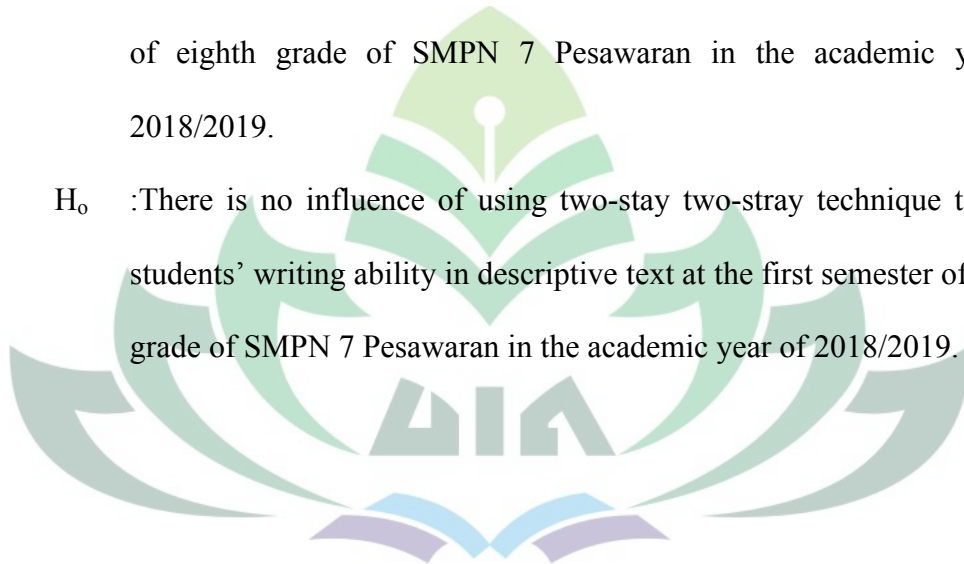 of eighth grade of SMPN 7 Pesawaran in the academic
2018/2019.
Hₒ :There is no influence of using two-stay two-stray technique
students’ writing ability in descriptive text at the first semester of
grade of SMPN 7 Pesawaran in the academic year of 2018/2019.
UIN